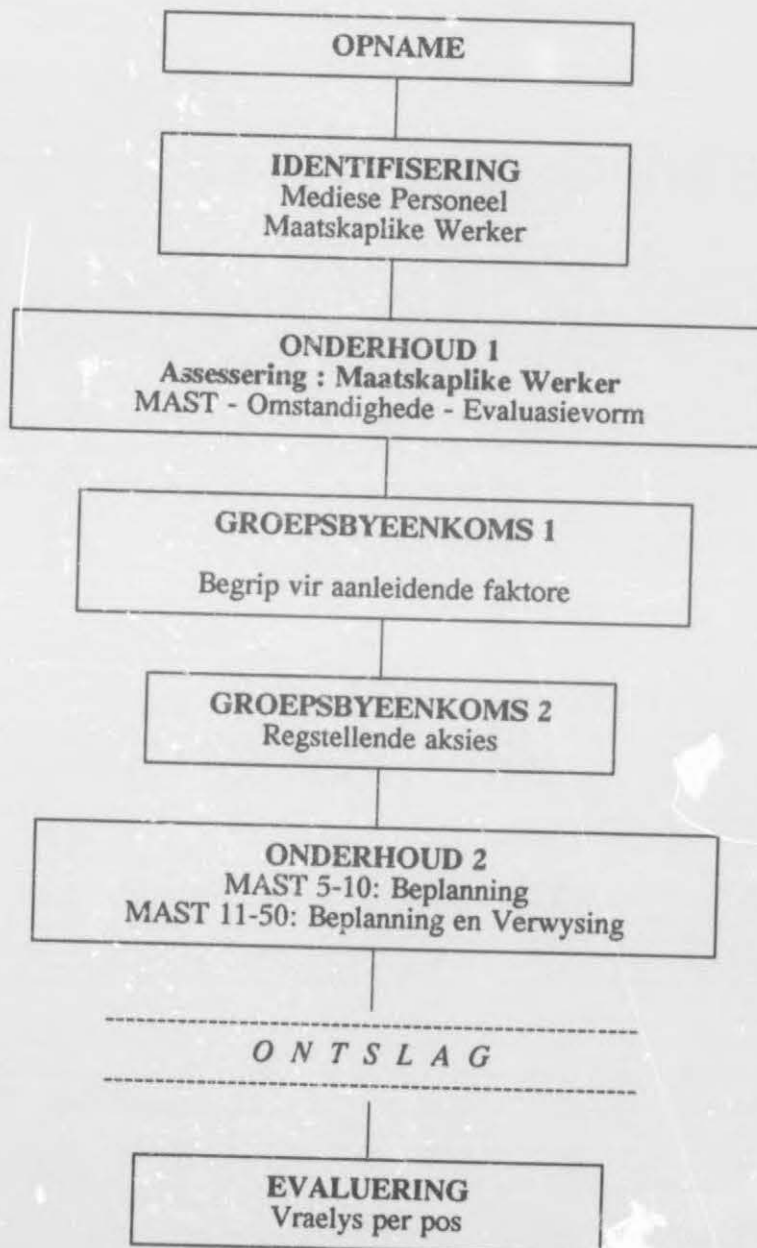 OPNAME
IDENTIFISERING
Mediese Personeel
Maatskaplike Werker
ONDERHOUD 1
Assessering : Maatskaplike Werker
MAST - Omstandighede - Evaluasievorm
GROEPSBYEENKOMS 1
Begrip vir aanleidende faktore
GROEPSBYEENKOMS 2
Regstellende aksies
ONDERHOUD 2
MAST 5-10: Beplanning
MAST 11-50: Beplanning en Verwysing
O N T S L A G
EVALUERING
Vraelys per pos